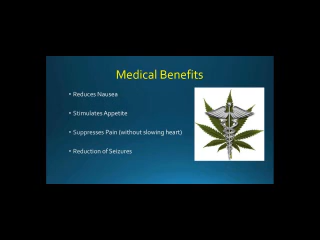 Medical Benefits
• Reduces Nausea
• Stimulates Appetite
• Suppresses Pain (without slowing heart)
• Reduction of Seizures